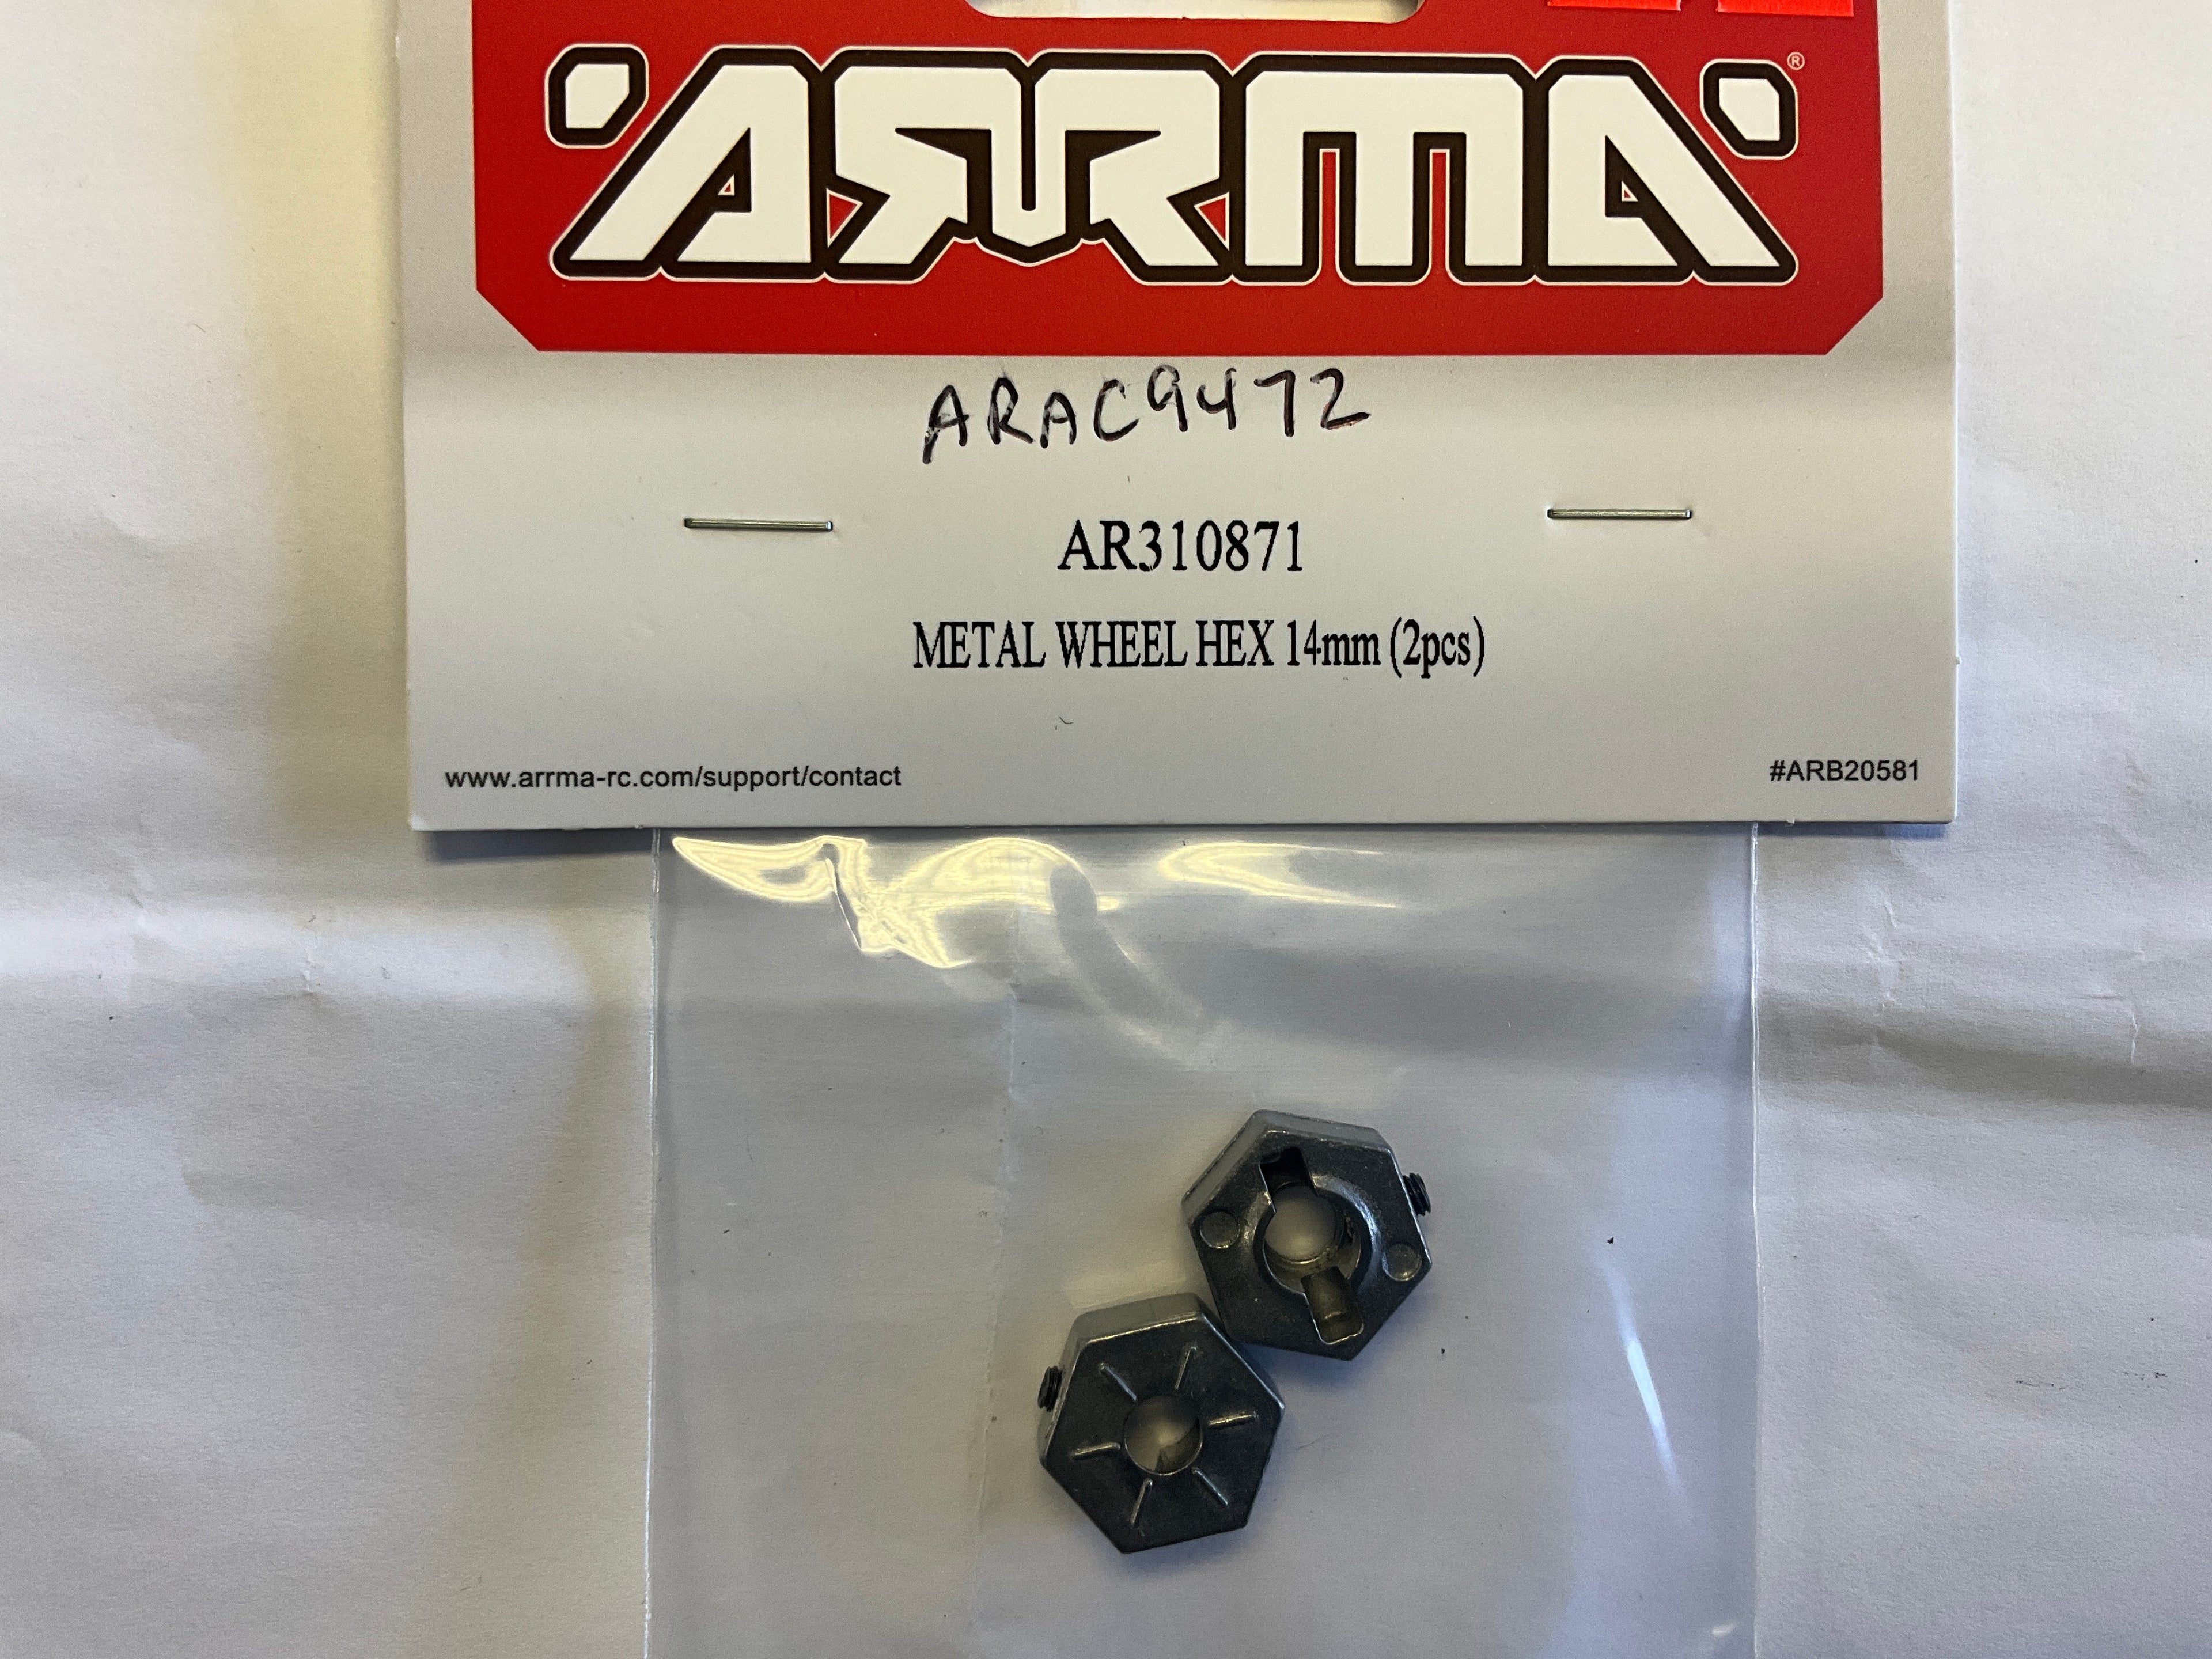 ARRMA®
ARAC9472
AR310871
METAL WHEEL HEX 14mm (2pcs)
www.arrma-rc.com/support/contact
#ARB20581